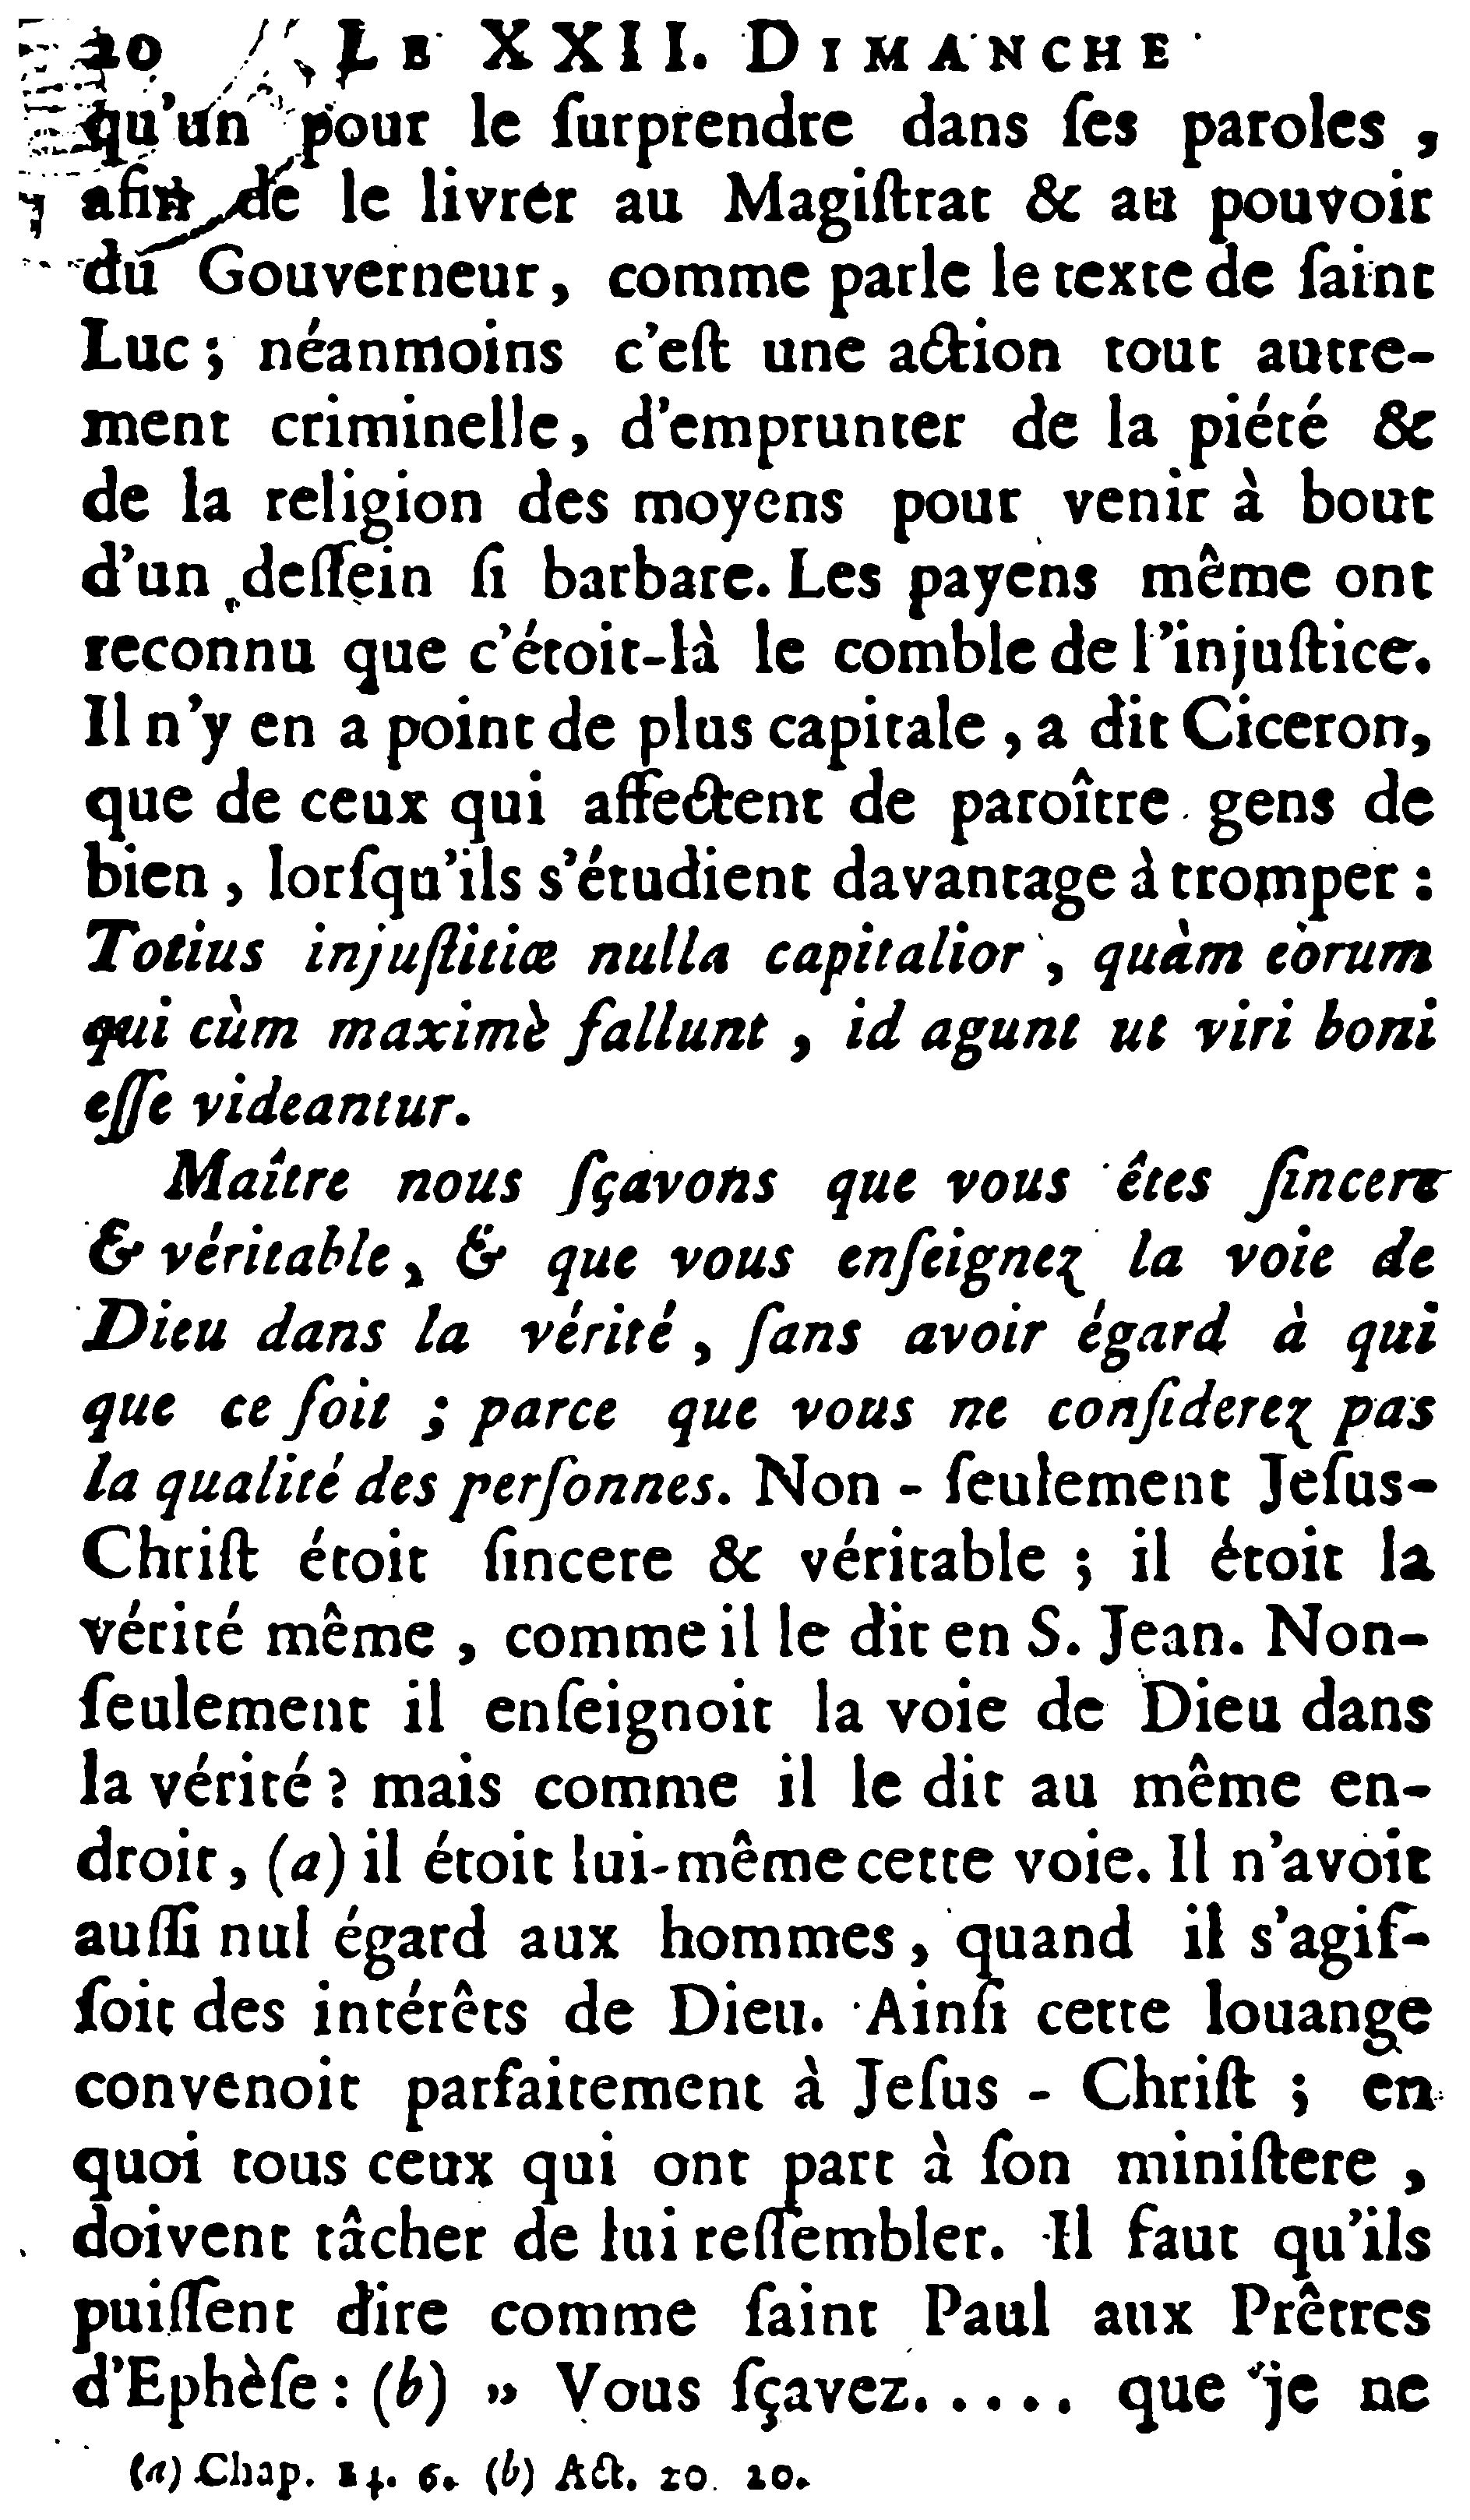 20 LE XXII. DIMANCHE
qu'un pour le ſurprendre dans ſes paroles ,
afin de le livrer au Magiſtrat & au pouvoir
du Gouverneur, comme parle le texte de ſaint
Luc ; néanmoins c'eſt une action tout autre-
ment criminelle, d'emprunter de la piété &
de la religion des moyens pour venir à bout
d'un deſſein ſi barbare. Les payens même ont
reconnu que c'étoit-là le comble de l'injuſtice.
Il n'y en a point de plus capitale , a dit Ciceron,
que de ceux qui affectent de paroître gens de
bien , lorſqu'ils s'étudient davantage à tromper :
Totius injuſtitiæ nulla capitalior , quàm eòrum
qui cùm maximè fallunt , id agunt ut viri boni
eſſe videantur.
Maître nous ſçavons que vous êtes ſincere
& véritable, & que vous enſeignez la voie de
Dieu dans la vérité , ſans avoir égard à qui
que ce ſoit ; parce que vous ne conſiderez pas
la qualité des perſonnes. Non - ſeulement Jeſus-
Chriſt étoit ſincere & véritable ; il étoit la
vérité même , comme il le dit en S. Jean. Non-
ſeulement il enſeignoit la voie de Dieu dans
la vérité ? mais comme il le dit au même en-
droit, (a) il étoit lui-même cette voie. Il n'avoit
auſſi nul égard aux hommes, quand il s'agiſ-
ſoit des intérêts de Dieu. Ainſi cette louange
convenoit parfaitement à Jeſus - Chriſt ; en
quoi tous ceux qui ont part à ſon miniſtere ,
doivent tâcher de lui reſſembler. Il faut qu'ils
puiſſent dire comme ſaint Paul aux Prêtres
d'Ephèſe : (b) » Vous ſçavez..... que je ne
(a) Chap. 14. 6. (b) Act. 20. 20.